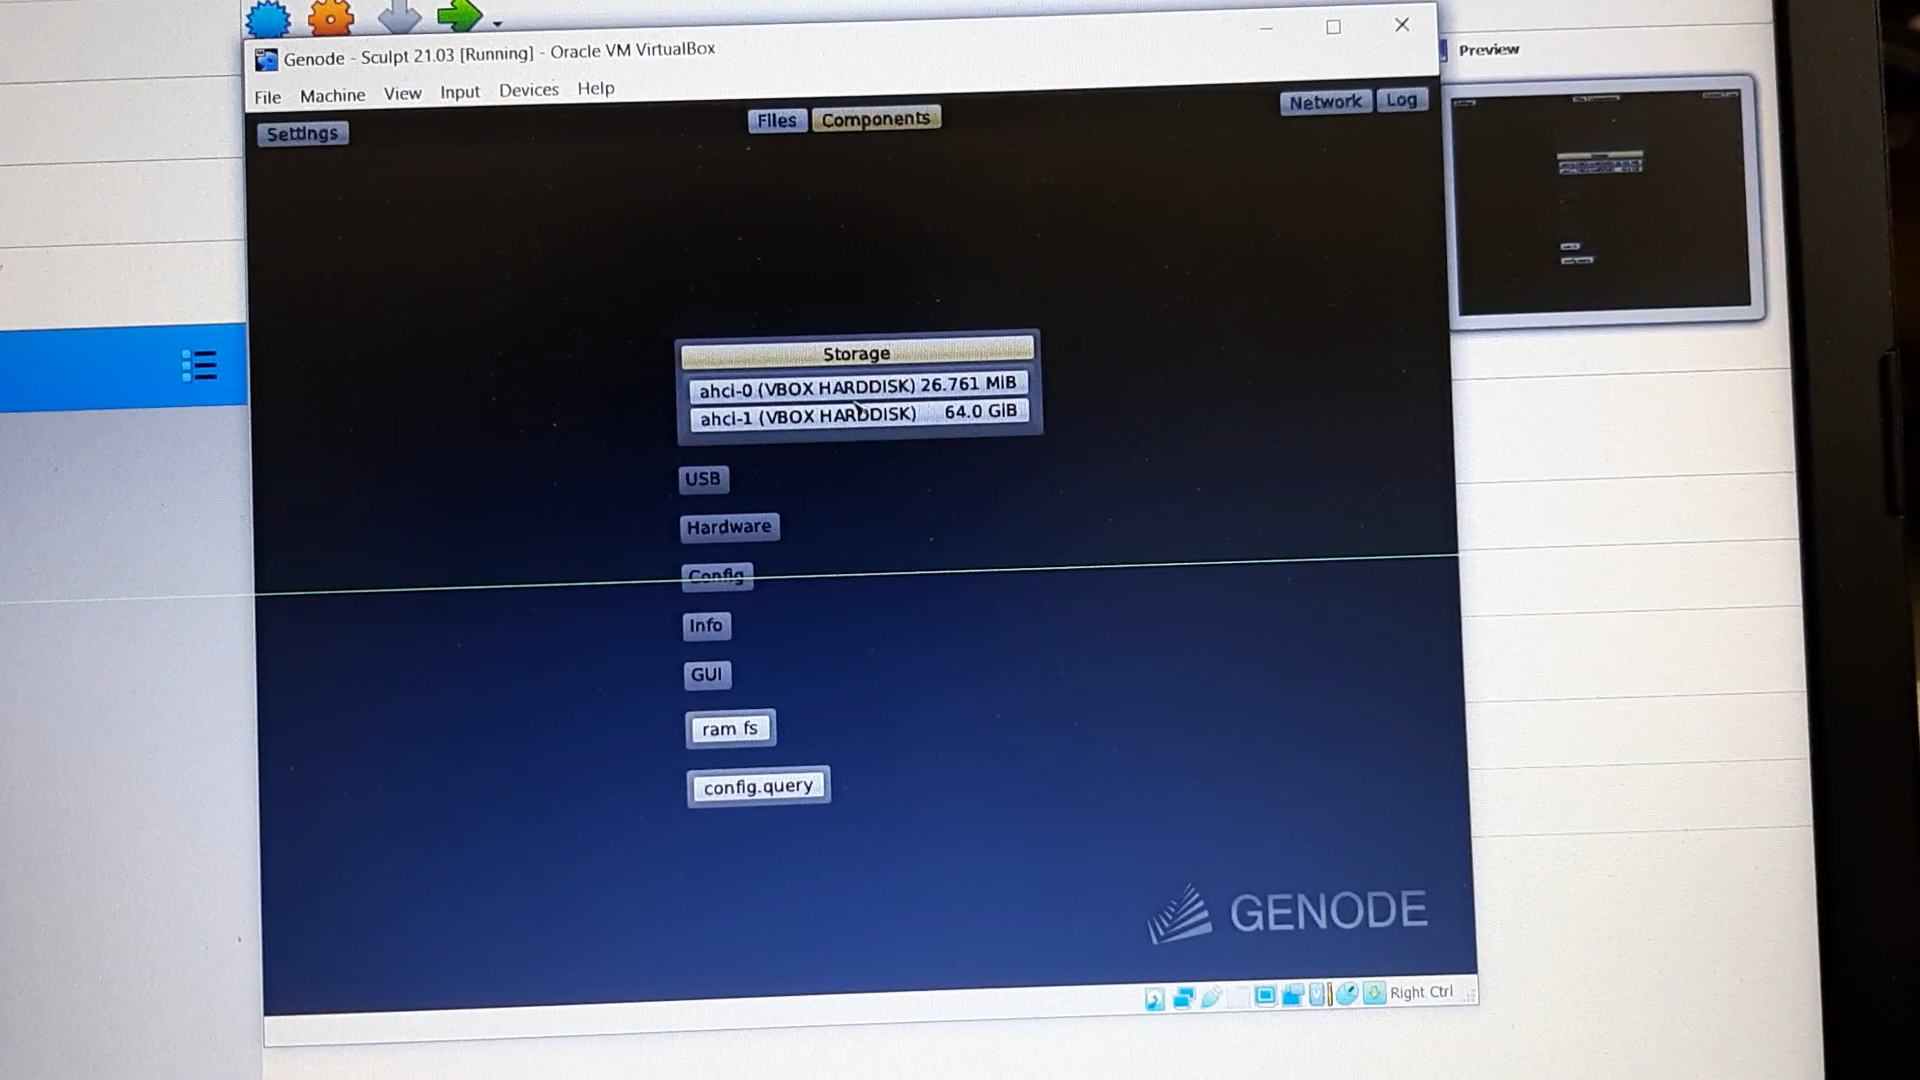 Genode - Sculpt 21.03 [Running] - Oracle VM VirtualBox
Preview
File Machine View Input Devices Help
Settings
Files Components
Network Log
Storage
ahci-0 (VBOX HARDDISK) 26.761 MiB
ahci-1 (VBOX HARDDISK) 64.0 GiB
USB
Hardware
Config
Info
GUI
ram fs
config.query
GENODE
Right Ctrl